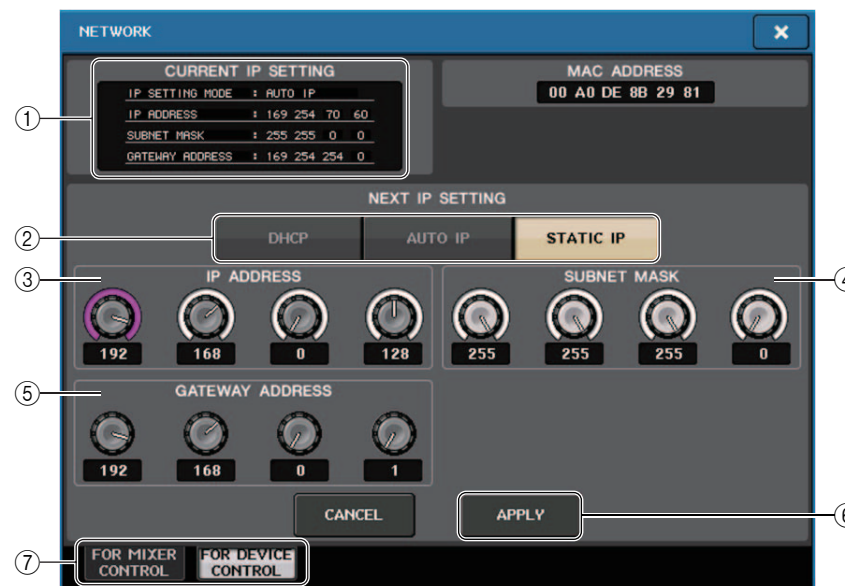 NETWORK
CURRENT IP SETTING
IP SETTING MODE : AUTO IP
IP ADDRESS : 169 254 70 60
SUBNET MASK : 255 255 0 0
GATEWAY ADDRESS : 169 254 254 0
MAC ADDRESS
00 A0 DE 8B 29 81
①
NEXT IP SETTING
②
DHCP AUTO IP STATIC IP
③
IP ADDRESS
192 168 0 128
SUBNET MASK
④
255 255 255 0
⑤
GATEWAY ADDRESS
192 168 0 1
CANCEL
APPLY
⑥
⑦
FOR MIXER CONTROL
FOR DEVICE CONTROL